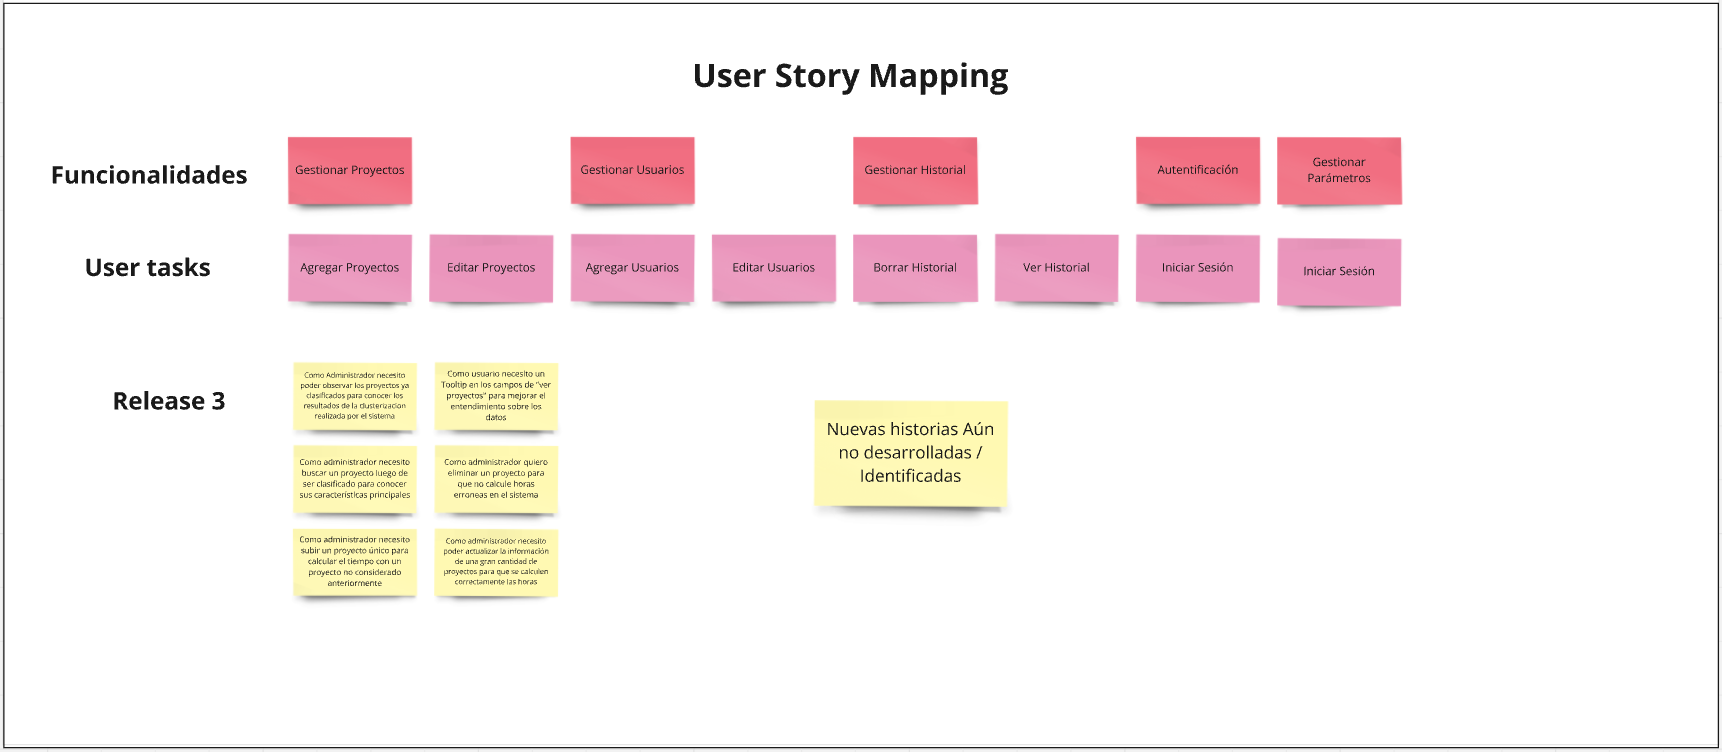 User Story Mapping
Funcionalidades
Gestionar Proyectos
Gestionar Usuarios
Gestionar Historial
Autentificación
Gestionar
Parámetros
User tasks
Agregar Proyectos
Editar Proyectos
Agregar Usuarios
Editar Usuarios
Borrar Historial
Ver Historial
Iniciar Sesión
Iniciar Sesión
Release 3
Como Administrador necesito
poder observar los proyectos ya
clasificados para conocer los
resultados de la clusterizacion
realizada por el sistema
Como usuario necesito un
Tooltip en los campos de "ver
proyectos" para mejorar el
entendimiento sobre los
datos
Como administrador necesito
buscar un proyecto luego de
ser clasificado para conocer
sus características principales
Como administrador quiero
eliminar un proyecto para
que no calcule horas
erroneas en el sistema
Como administrador necesito
subir un proyecto único para
calcular el tiempo con un
proyecto no considerado
anteriormente
Como administrador necesito
poder actualizar la información
de una gran cantidad de
proyectos para que se calculen
correctamente las horas
Nuevas historias Aún
no desarrolladas /
Identificadas